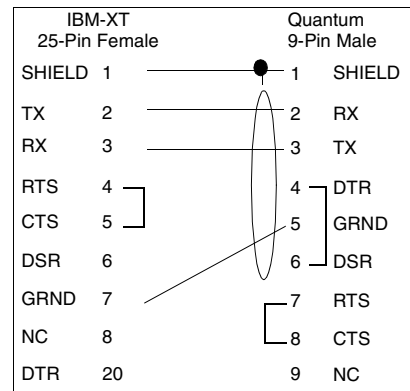 IBM-XT Quantum
25-Pin Female 9-Pin Male
SHIELD 1 1 SHIELD
TX 2 2 RX
RX 3 3 TX
RTS 4 4 DTR
CTS 5 5 GRND
DSR 6 6 DSR
GRND 7 7 RTS
NC 8 8 CTS
DTR 20 9 NC